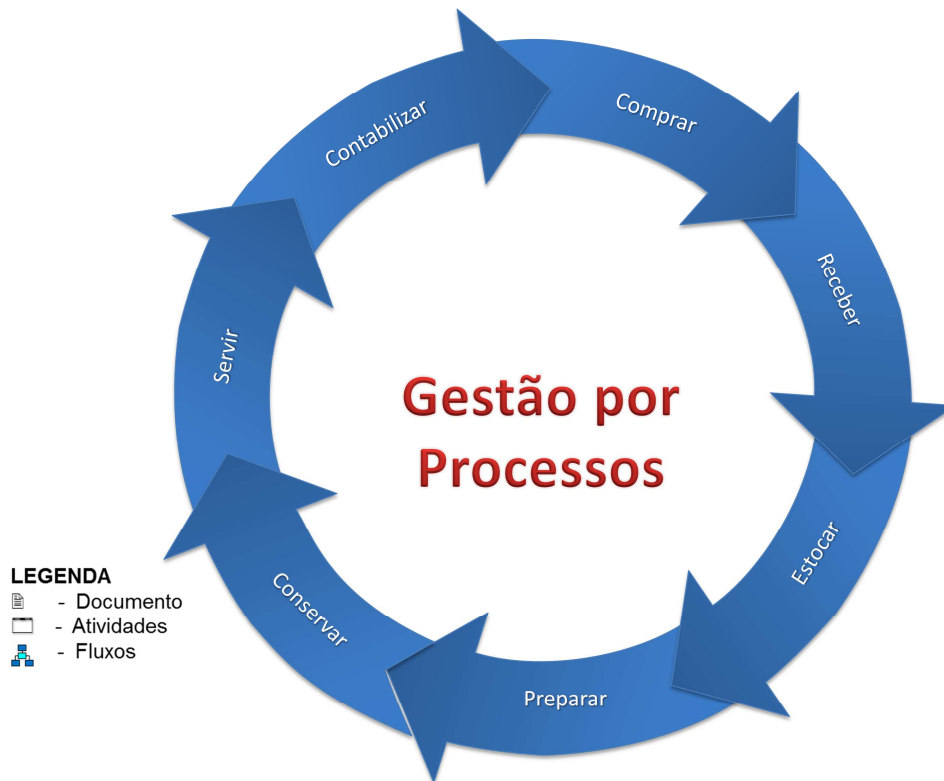 Contabilizar
Comprar
Receber
Estocar
Preparar
Conservar
Servir
Gestão por
Processos
LEGENDA
- Documento
- Atividades
- Fluxos